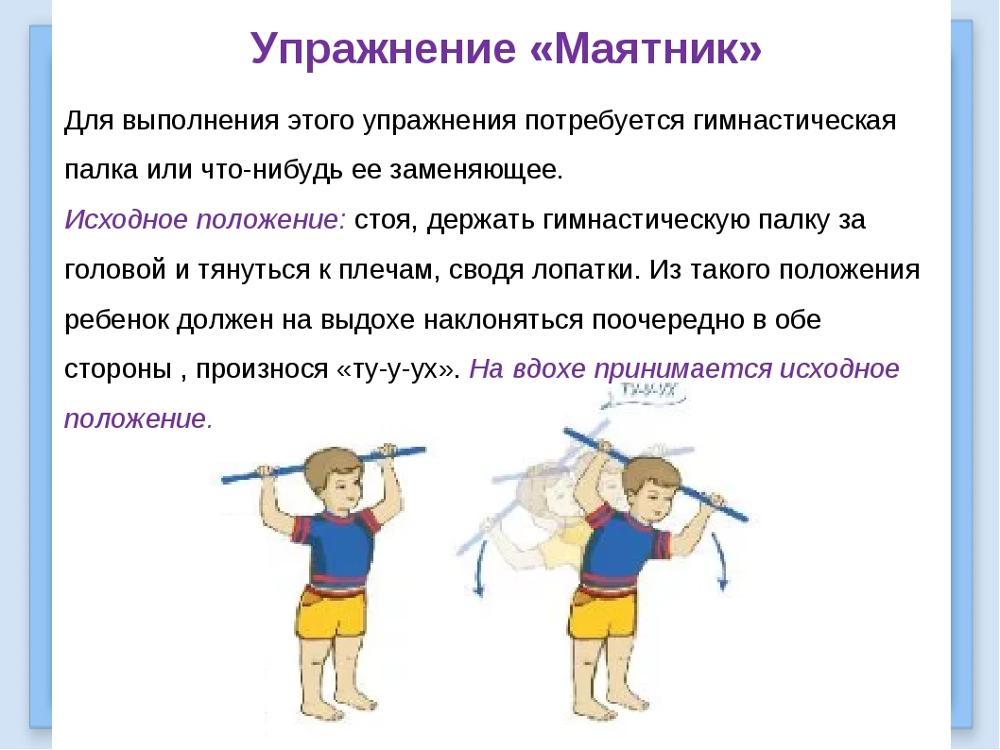 Упражнение «Маятник»
Для выполнения этого упражнения потребуется гимнастическая
палка или что-нибудь ее заменяющее.
Исходное положение: стоя, держать гимнастическую палку за
головой и тянуться к плечам, сводя лопатки. Из такого положения
ребенок должен на выдохе наклоняться поочередно в обе
стороны , произнося «ту-у-ух». На вдохе принимается исходное
положение.
ТУ-У-УХ